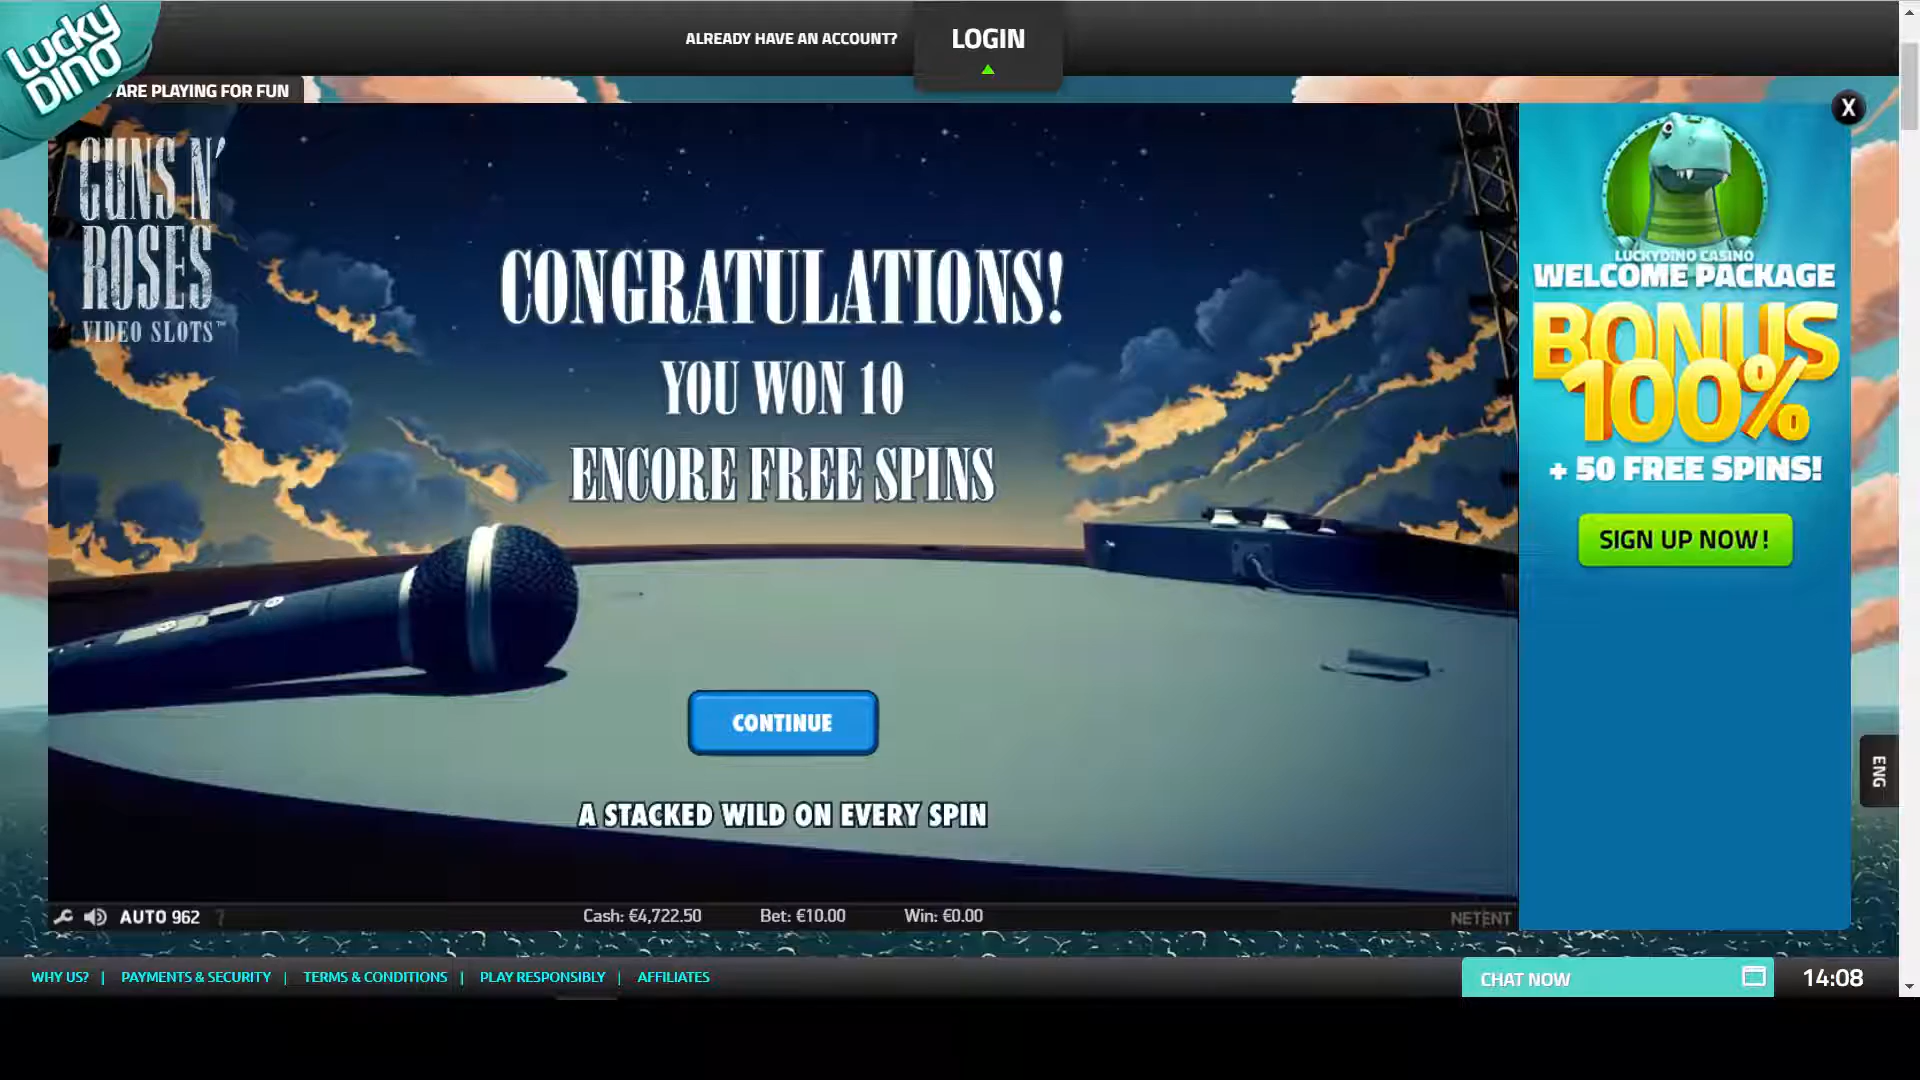 Lucky
DINO
ALREADY HAVE AN ACCOUNT?
LOGIN
ARE PLAYING FOR FUN
X
GUNS N'
ROSES
VIDEO SLOTS™
CONGRATULATIONS!
YOU WON 10
ENCORE FREE SPINS
CONTINUE
A STACKED WILD ON EVERY SPIN
LUCKYDINO CASINO
WELCOME PACKAGE
BONUS
100%
+ 50 FREE SPINS!
SIGN UP NOW!
ENG
AUTO 962
Cash: €4,722.50
Bet: €10.00
Win: €0.00
NETENT
WHY US? | PAYMENTS & SECURITY | TERMS & CONDITIONS | PLAY RESPONSIBLY | AFFILIATES
CHAT NOW
14:08